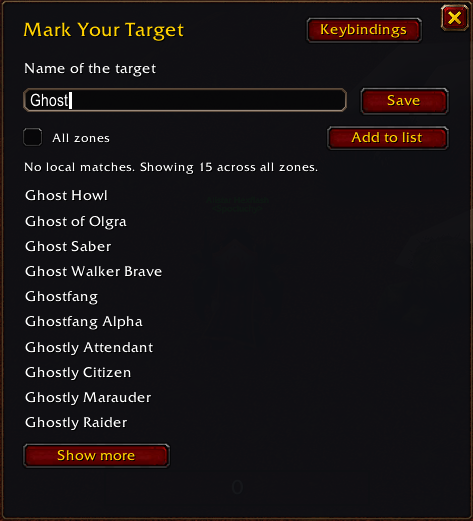 Mark Your Target
Keybindings
Name of the target
Ghost
Save
All zones
Add to list
No local matches. Showing 15 across all zones.
Ghost Howl
Ghost of Olgra
Ghost Saber
Ghost Walker Brave
Ghostfang
Ghostfang Alpha
Ghostly Attendant
Ghostly Citizen
Ghostly Marauder
Ghostly Raider
Show more